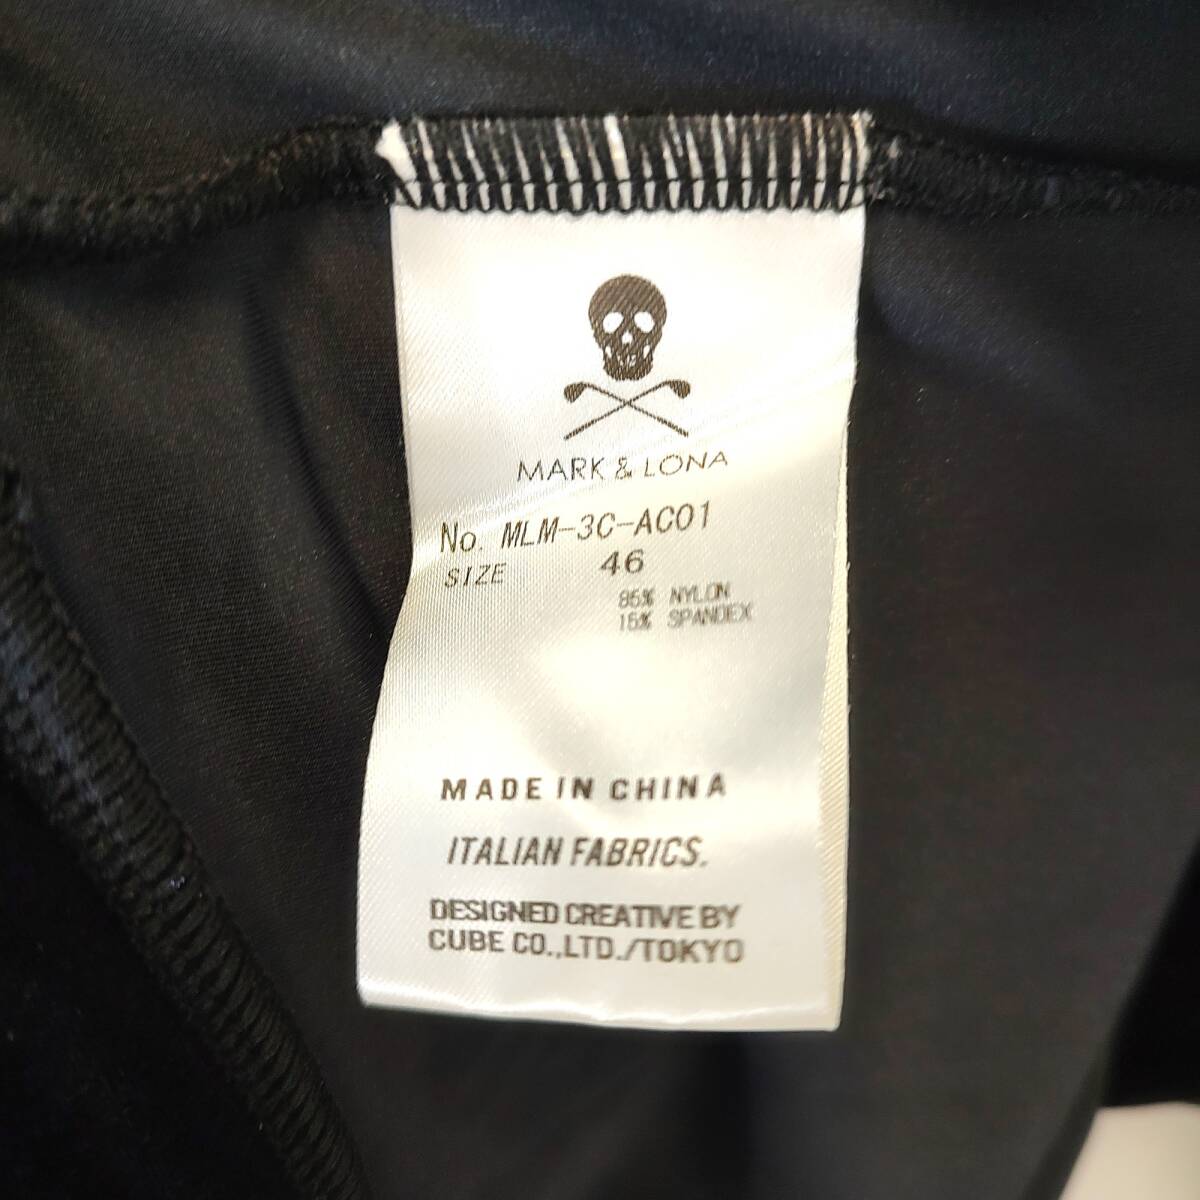 MARK & LONA
No. MLM-3C-AC01
SIZE 46
85% NYLON
15% SPANDEX
MADE IN CHINA
ITALIAN FABRICS.
DESIGNED CREATIVE BY
CUBE CO.,LTD./TOKYO